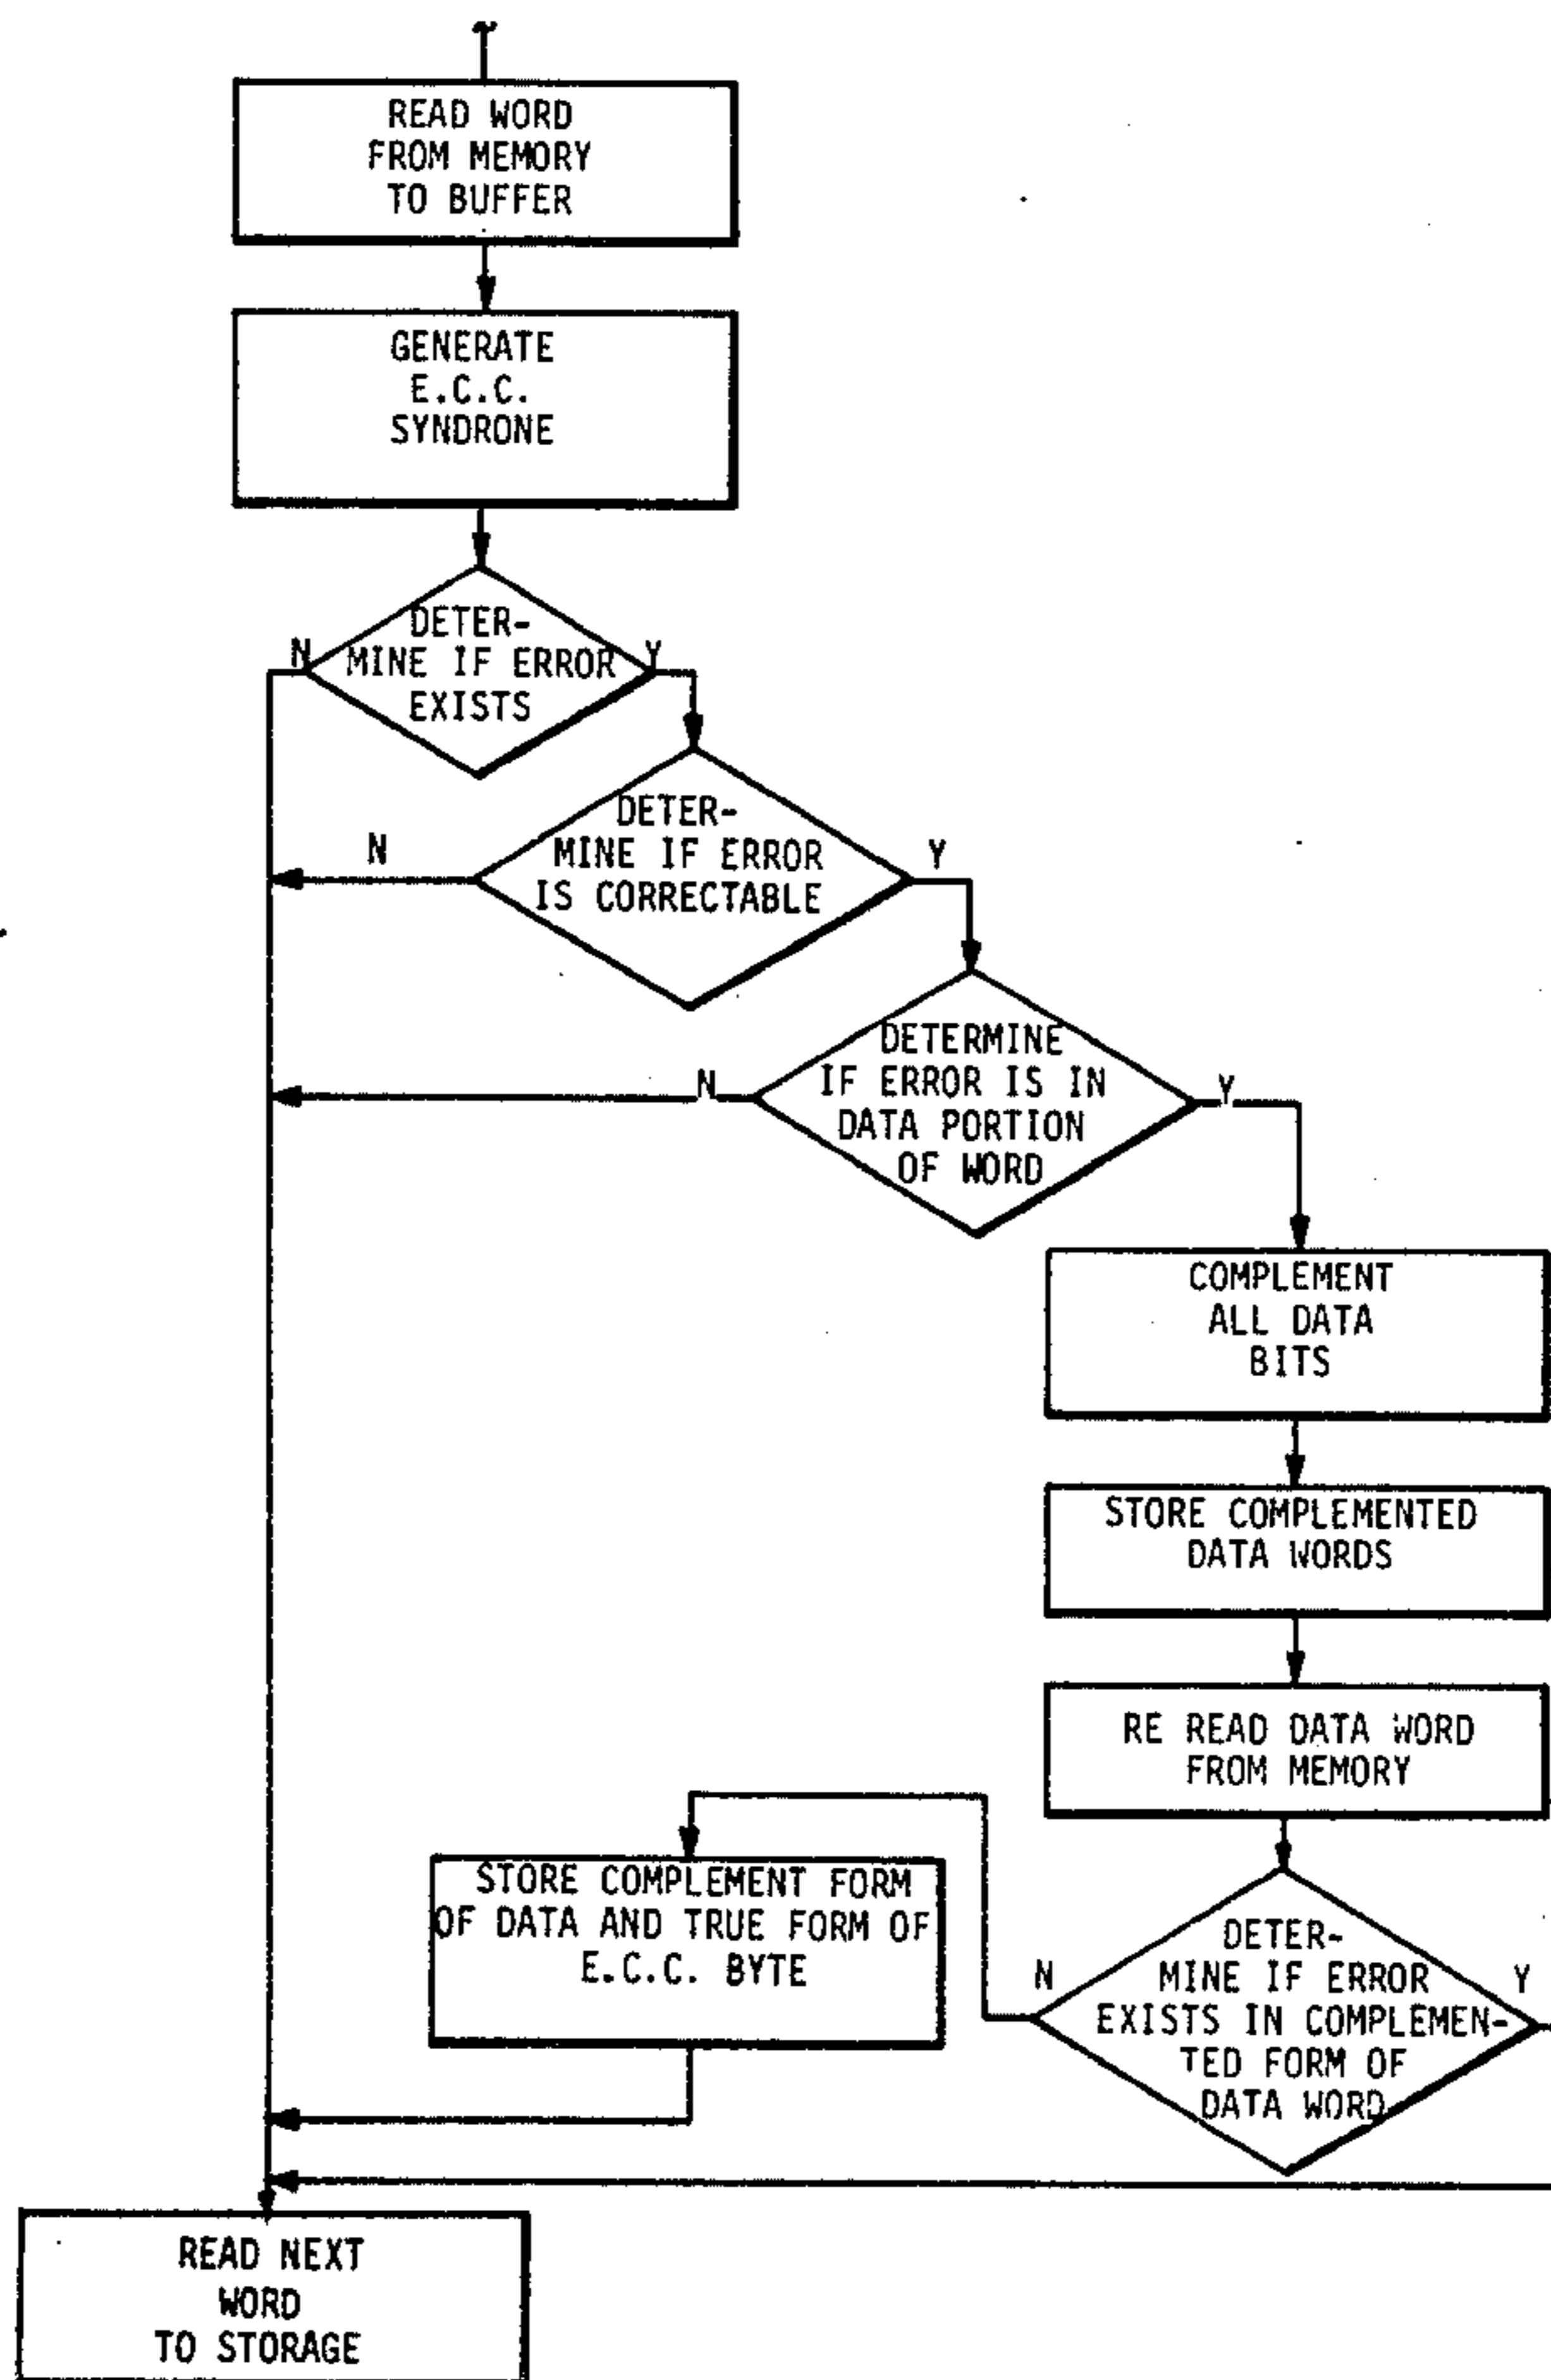 READ WORD
FROM MEMORY
TO BUFFER
GENERATE
E.C.C.
SYNDRONE
DETER-
MINE IF ERROR
EXISTS
N
Y
DETER-
MINE IF ERROR
IS CORRECTABLE
N
Y
DETERMINE
IF ERROR IS IN
DATA PORTION
OF WORD
N
Y
COMPLEMENT
ALL DATA
BITS
STORE COMPLEMENTED
DATA WORDS
RE READ DATA WORD
FROM MEMORY
STORE COMPLEMENT FORM
OF DATA AND TRUE FORM OF
E.C.C. BYTE
DETER-
MINE IF ERROR
EXISTS IN COMPLEMEN-
TED FORM OF
DATA WORD
N
Y
READ NEXT
WORD
TO STORAGE